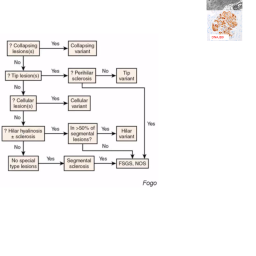 ? Collapsing
lesions(s)
Yes
Collapsing
variant
No
? Tip lesion(s)
Yes
? Perihilar
sclerosis
No
Tip
variant
No
Yes
? Cellular
lesion(s)
Yes
Cellular
variant
No
Yes
? Hilar hyalinosis
± sclerosis
Yes
In >50% of
segmental
lesions?
Yes
Hilar
variant
No
No
No special
type lesions
Yes
Segmental
sclerosis
FSGS, NOS
Fogo